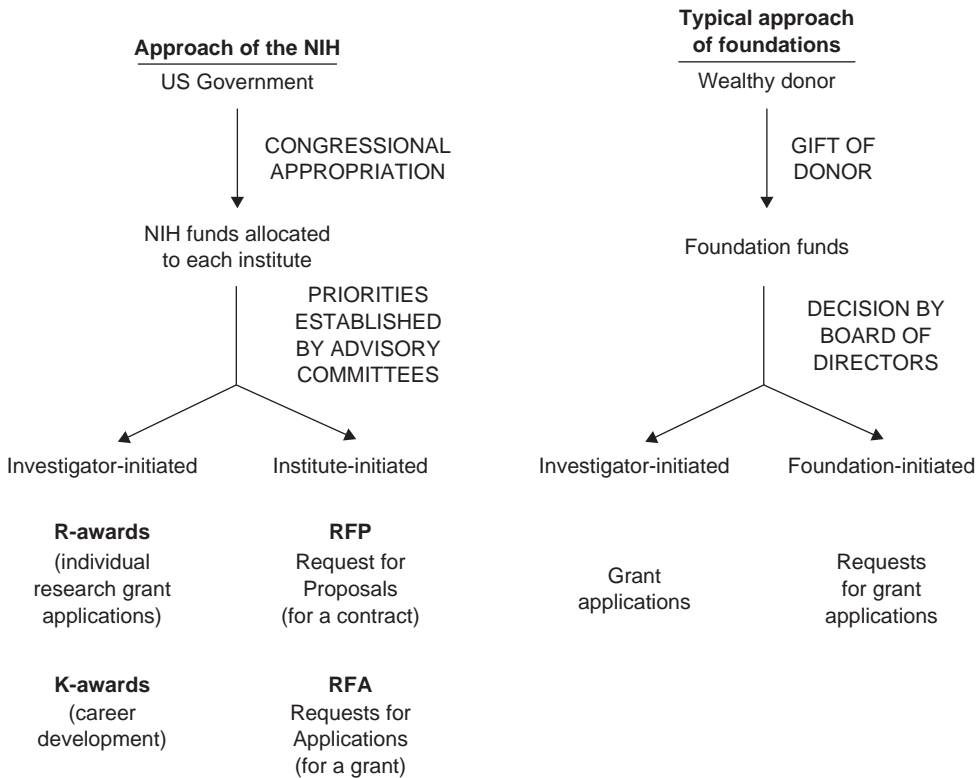 Approach of the NIH
US Government
CONGRESSIONAL
APPROPRIATION
NIH funds allocated
to each institute
PRIORITIES
ESTABLISHED
BY ADVISORY
COMMITTEES
Investigator-initiated
Institute-initiated
R-awards
(individual
research grant
applications)
RFP
Request for
Proposals
(for a contract)
K-awards
(career
development)
RFA
Requests for
Applications
(for a grant)
Typical approach
of foundations
Wealthy donor
GIFT OF
DONOR
Foundation funds
DECISION BY
BOARD OF
DIRECTORS
Investigator-initiated
Foundation-initiated
Grant
applications
Requests
for grant
applications